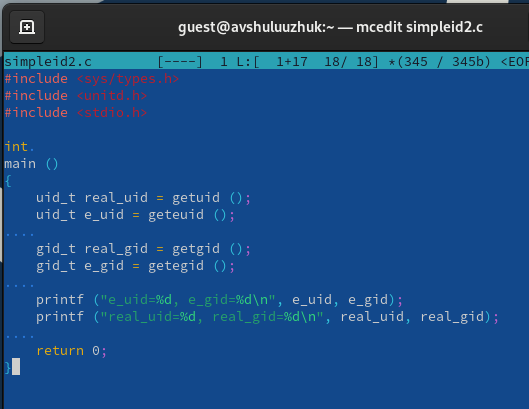 guest@avshuluuzhuk:~ — mcedit simpleid2.c
simpleid2.c [----] 1 L:[ 1+17 18/ 18] *(345 / 345b) <EOF
#include <sys/types.h>
#include <unitd.h>
#include <stdio.h>
int.
main ()
{
uid_t real_uid = getuid ();
uid_t e_uid = geteuid ();
....
gid_t real_gid = getgid ();
gid_t e_gid = getegid ();
....
printf ("e_uid=%d, e_gid=%d\n", e_uid, e_gid);
printf ("real_uid=%d, real_gid=%d\n", real_uid, real_gid);
....
return 0;
}